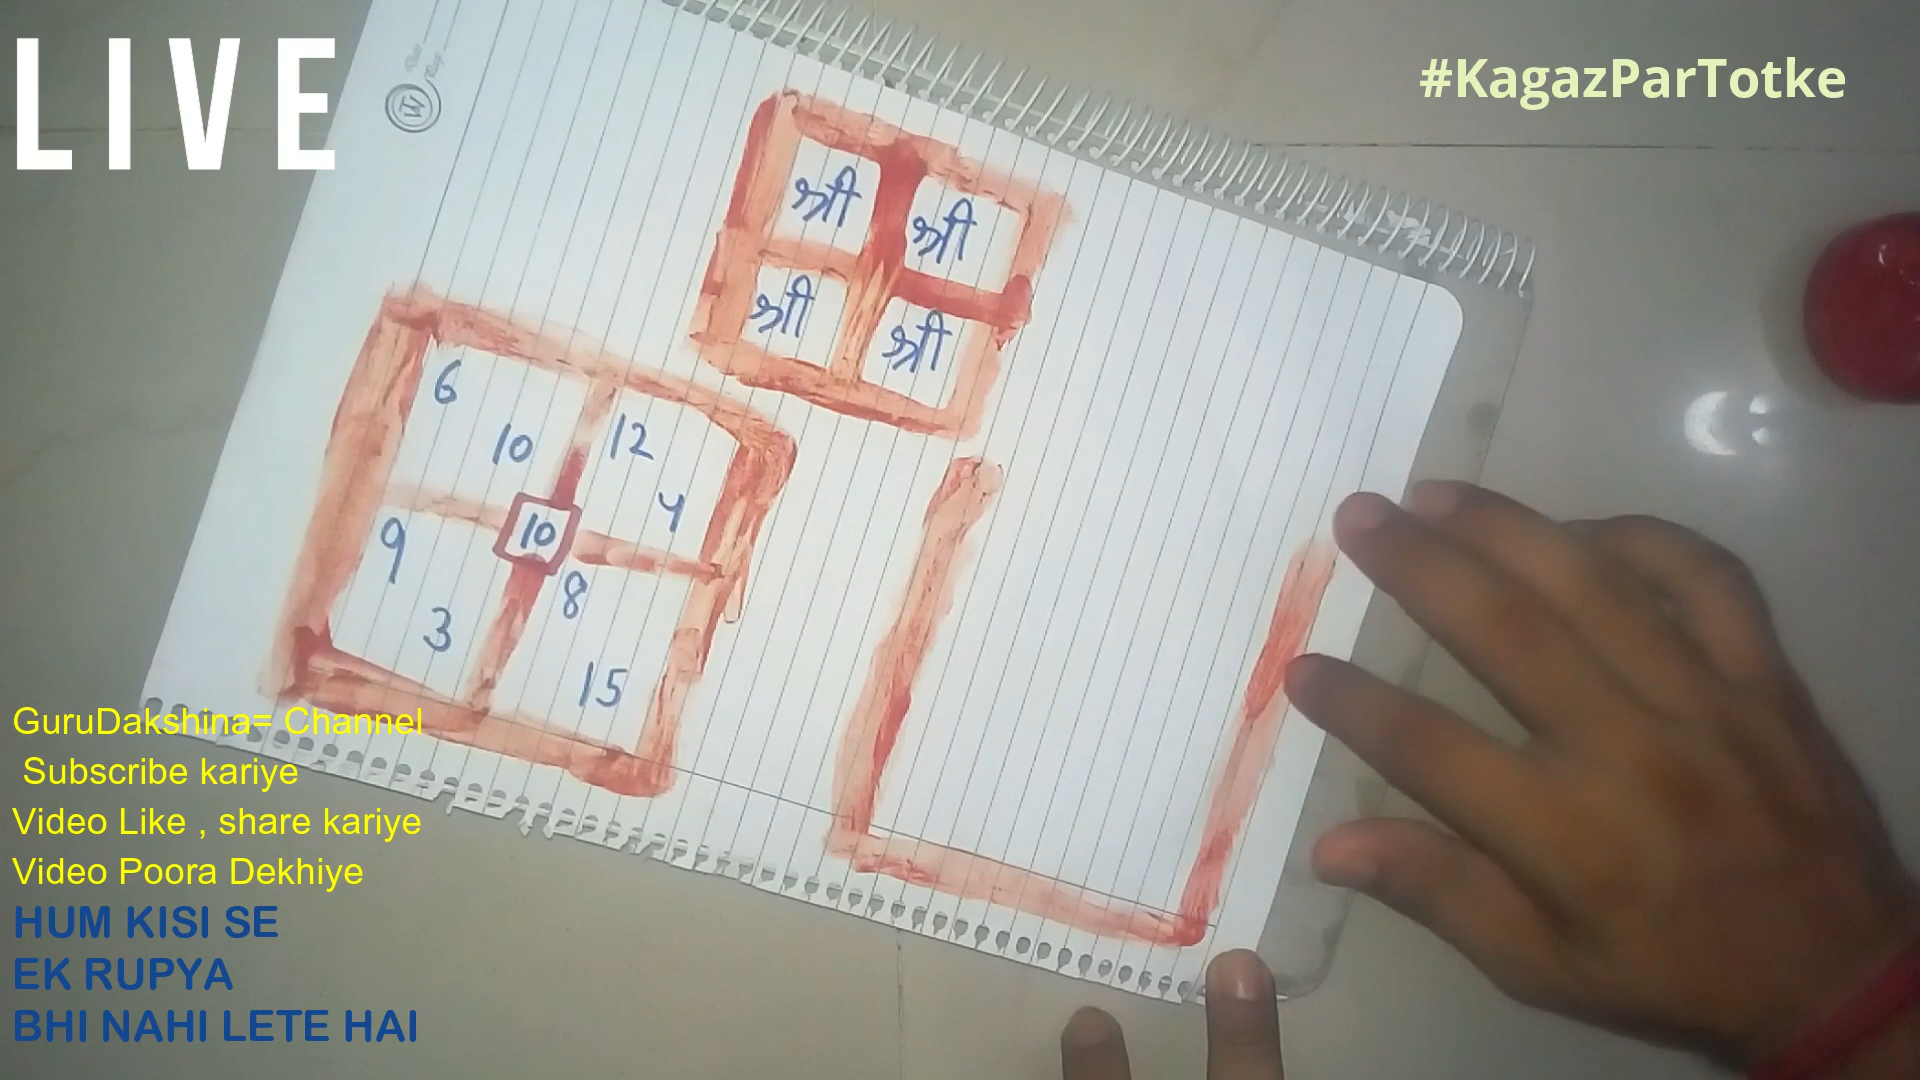 LIVE
#KagazParTotke
श्री श्री
श्री श्री
6 12
10 4
10
9 8
3 15
GuruDakshina= Channel
Subscribe kariye
Video Like , share kariye
Video Poora Dekhiye
HUM KISI SE
EK RUPYA
BHI NAHI LETE HAI